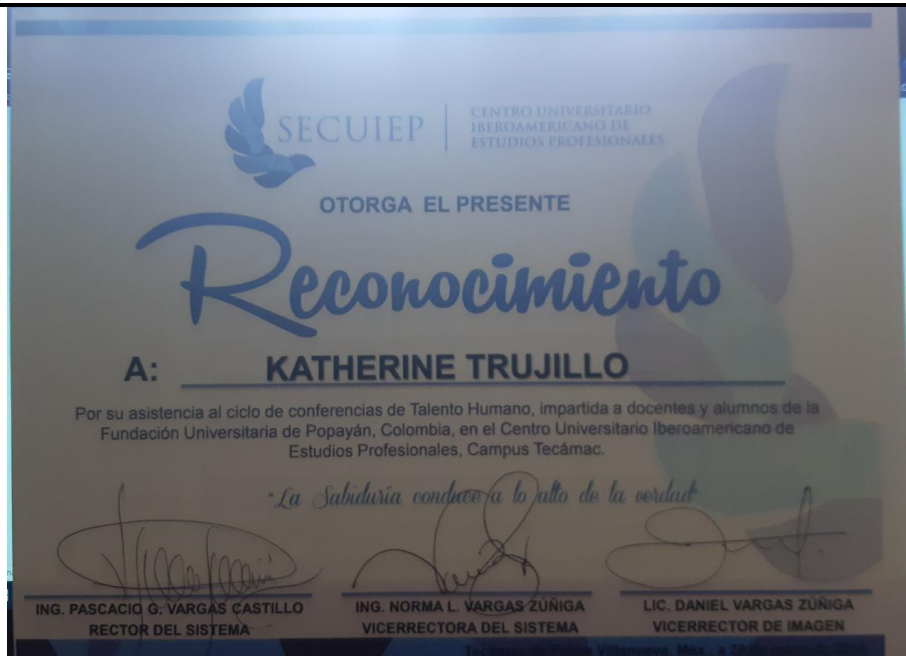 SECUIEP
CENTRO UNIVERSITARIO
IBEROAMERICANO DE
ESTUDIOS PROFESIONALES
OTORGA EL PRESENTE
Reconocimiento
A: KATHERINE TRUJILLO
Por su asistencia al ciclo de conferencias de Talento Humano, impartida a docentes y alumnos de la
Fundación Universitaria de Popayán, Colombia, en el Centro Universitario Iberoamericano de
Estudios Profesionales, Campus Tecámac.
"La Sabiduría conduce a lo alto de la verdad"
ING. PASCACIO G. VARGAS CASTILLO
RECTOR DEL SISTEMA
ING. NORMA L. VARGAS ZÚÑIGA
VICERRECTORA DEL SISTEMA
LIC. DANIEL VARGAS ZÚÑIGA
VICERRECTOR DE IMAGEN